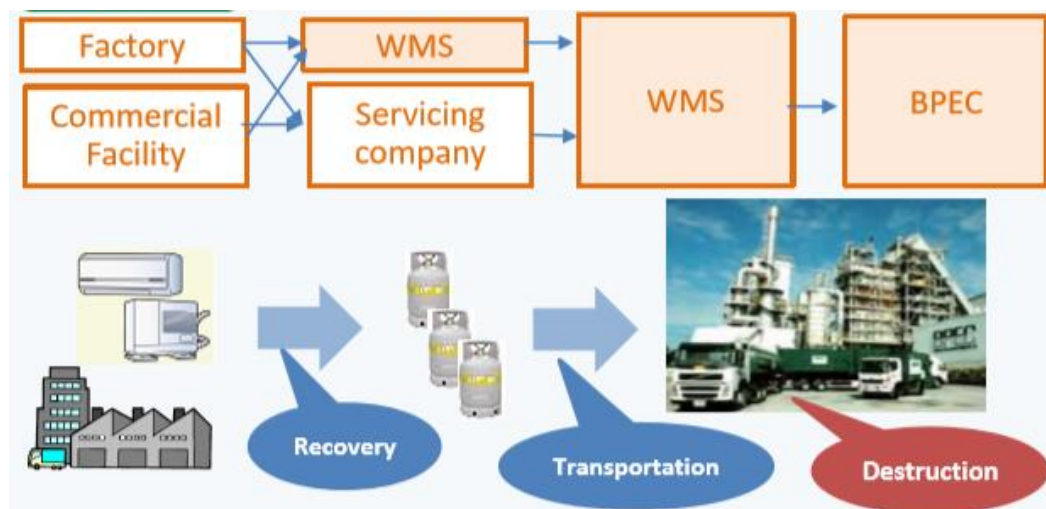 Factory
WMS
Commercial
Facility
Servicing
company
WMS
BPEC
Recovery
Transportation
Destruction